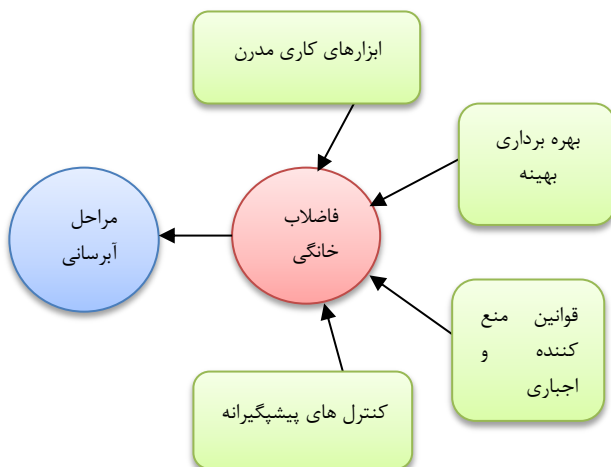 ابزارهای کاری مدرن
بهره برداری
بهینه
فاضلاب
خانگی
مراحل
آبرسانی
قوانین منع
کننده و
اجباری
کنترل های پیشپگیرانه